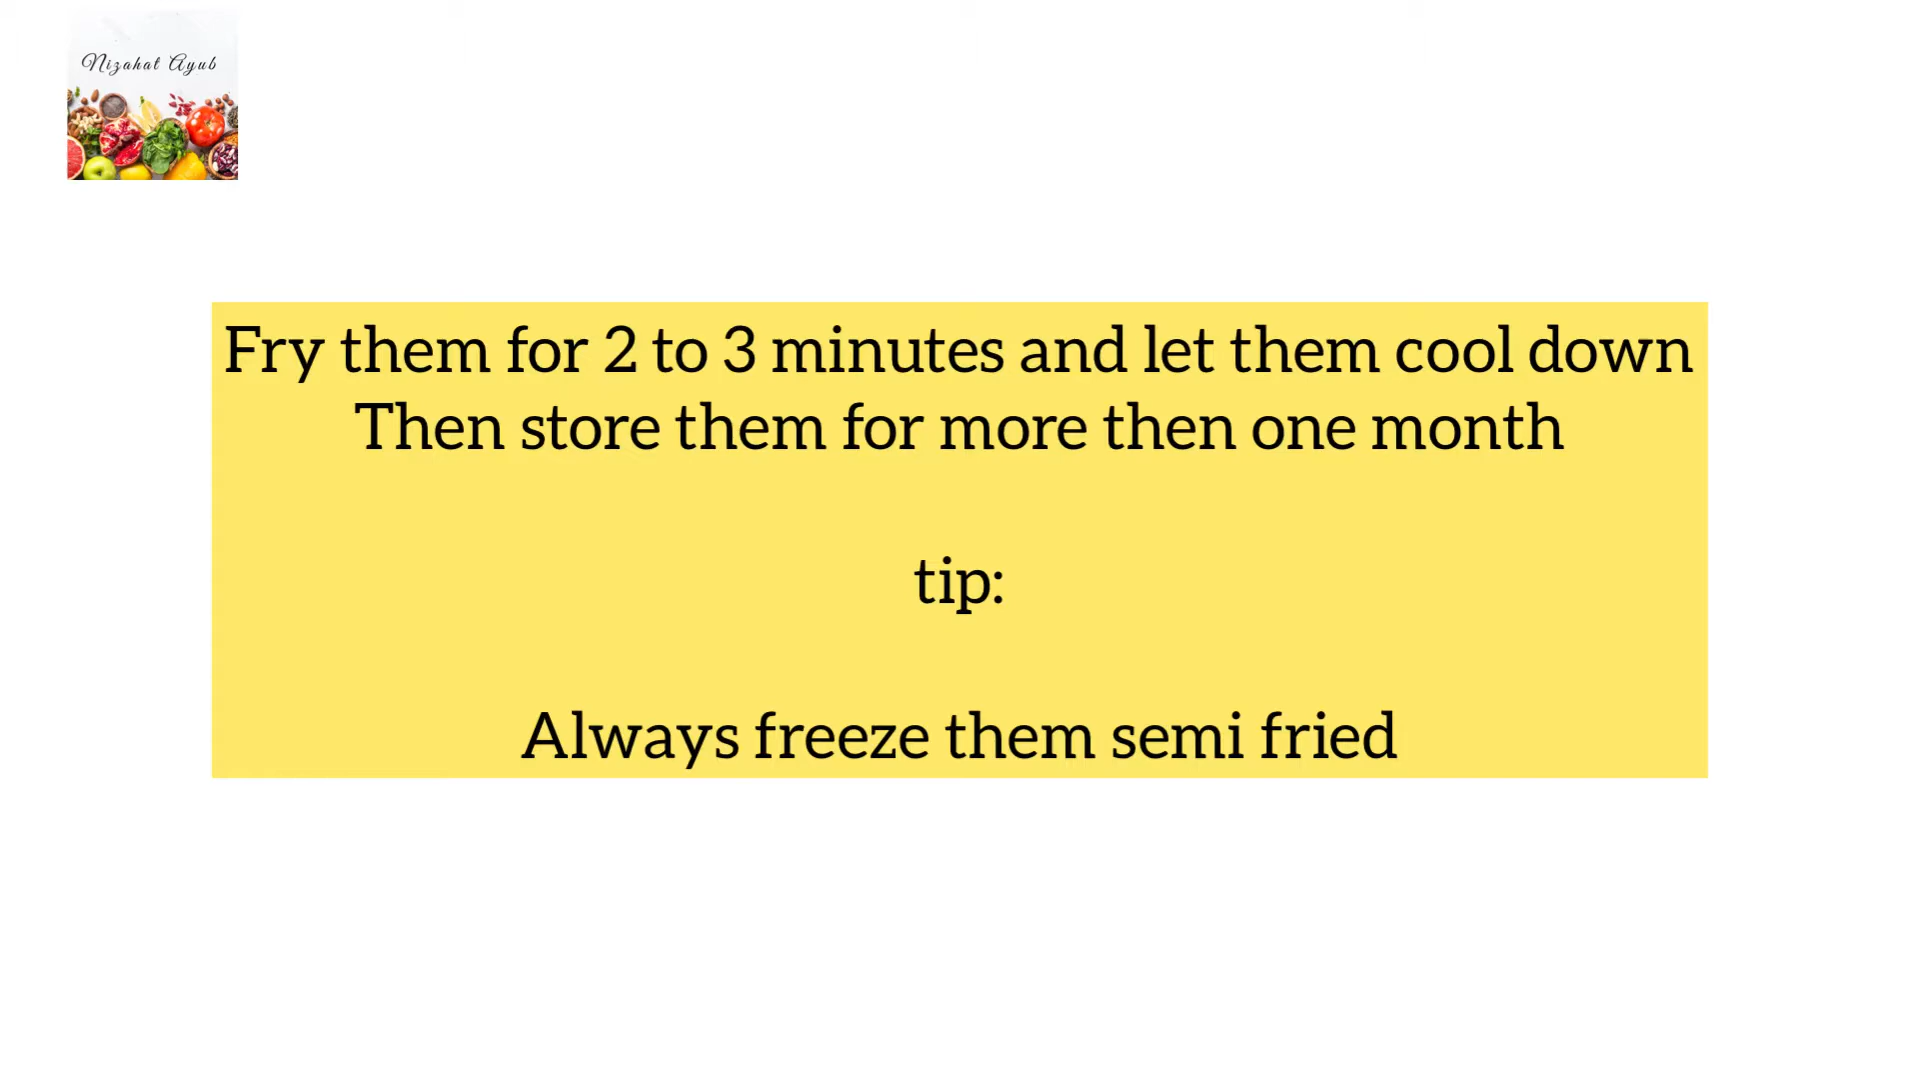 Nizahat Ayub
Fry them for 2 to 3 minutes and let them cool down
Then store them for more then one month
tip:
Always freeze them semi fried